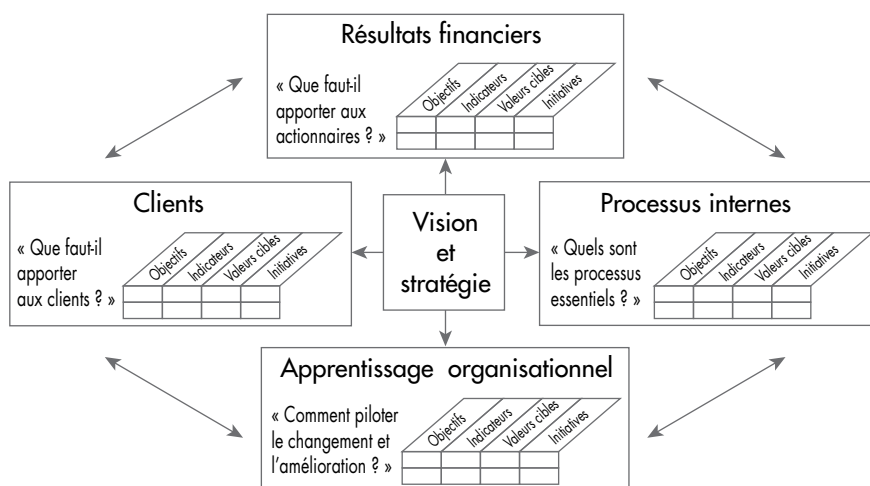 Résultats financiers
« Que faut-il
apporter aux
actionnaires ? »
Objectifs
Indicateurs
Valeurs cibles
Initiatives
Clients
« Que faut-il
apporter
aux clients ? »
Objectifs
Indicateurs
Valeurs cibles
Initiatives
Vision
et
stratégie
Processus internes
« Quels sont
les processus
essentiels ? »
Objectifs
Indicateurs
Valeurs cibles
Initiatives
Apprentissage organisationnel
« Comment piloter
le changement et
l’amélioration ? »
Objectifs
Indicateurs
Valeurs cibles
Initiatives